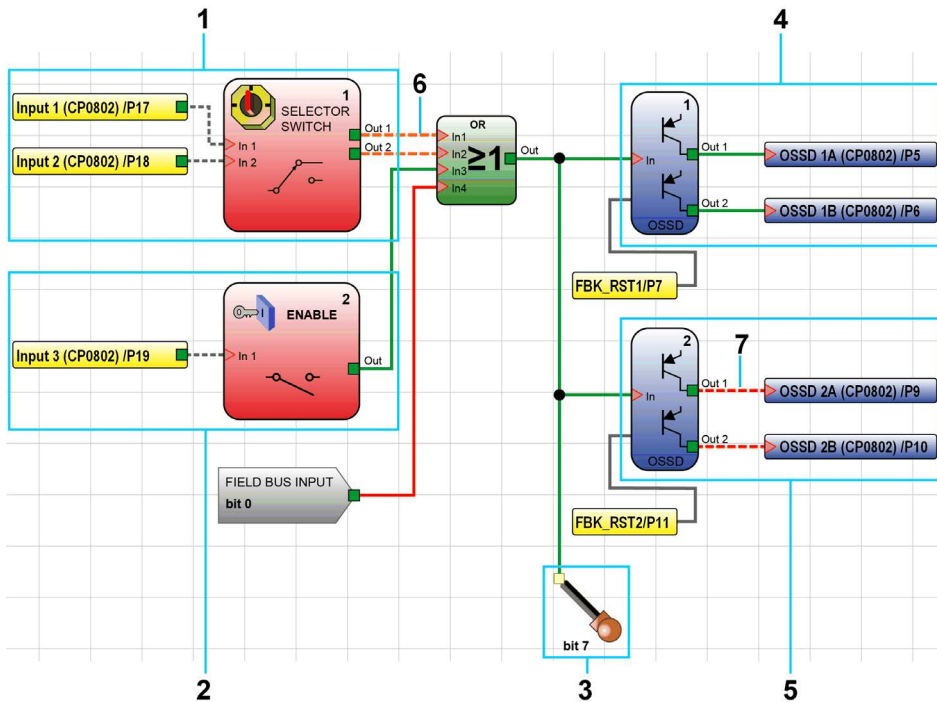 1
4
6
Input 1 (CP0802) /P17
Input 2 (CP0802) /P18
1
SELECTOR
SWITCH
In 1
In 2
Out 1
Out 2
OR
In1
In2
In3
In4
≥1
Out
1
In
Out 1
Out 2
OSSD
OSSD 1A (CP0802) /P5
OSSD 1B (CP0802) /P6
FBK_RST1/P7
2
ENABLE
Input 3 (CP0802) /P19
In 1
Out
I
2
In
Out 1
Out 2
OSSD
7
OSSD 2A (CP0802) /P9
OSSD 2B (CP0802) /P10
FBK_RST2/P11
FIELD BUS INPUT
bit 0
bit 7
2
3
5